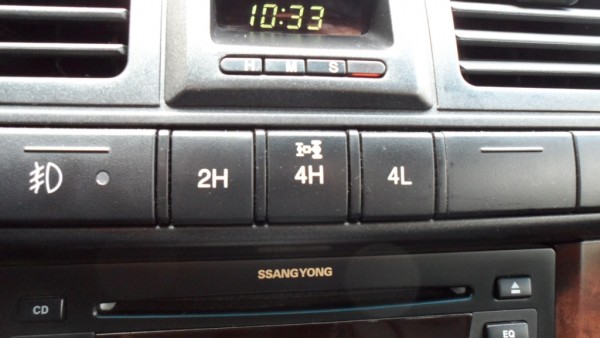 10:33
H M S
2H 4H 4L
SSANGYONG
CD
EQ